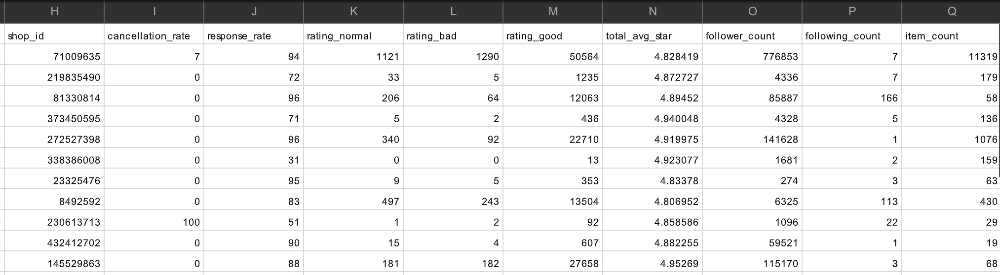 H I J K L M N O P Q
shop_id cancellation_rate response_rate rating_normal rating_bad rating_good total_avg_star follower_count following_count item_count
71009635 7 94 1121 1290 50564 4.828419 776853 7 11319
219835490 0 72 33 5 1235 4.872727 4336 7 179
81330814 0 96 206 64 12063 4.89452 85887 166 58
373450595 0 71 5 2 436 4.940048 4328 5 136
272527398 0 96 340 92 22710 4.919975 141628 1 1076
338386008 0 31 0 0 13 4.923077 1681 2 159
23325476 0 95 9 5 353 4.83378 274 3 63
8492592 0 83 497 243 13504 4.806952 6325 113 430
230613713 100 51 1 2 92 4.858586 1096 22 29
432412702 0 90 15 4 607 4.882255 59521 1 19
145529863 0 88 181 182 27658 4.95269 115170 3 68